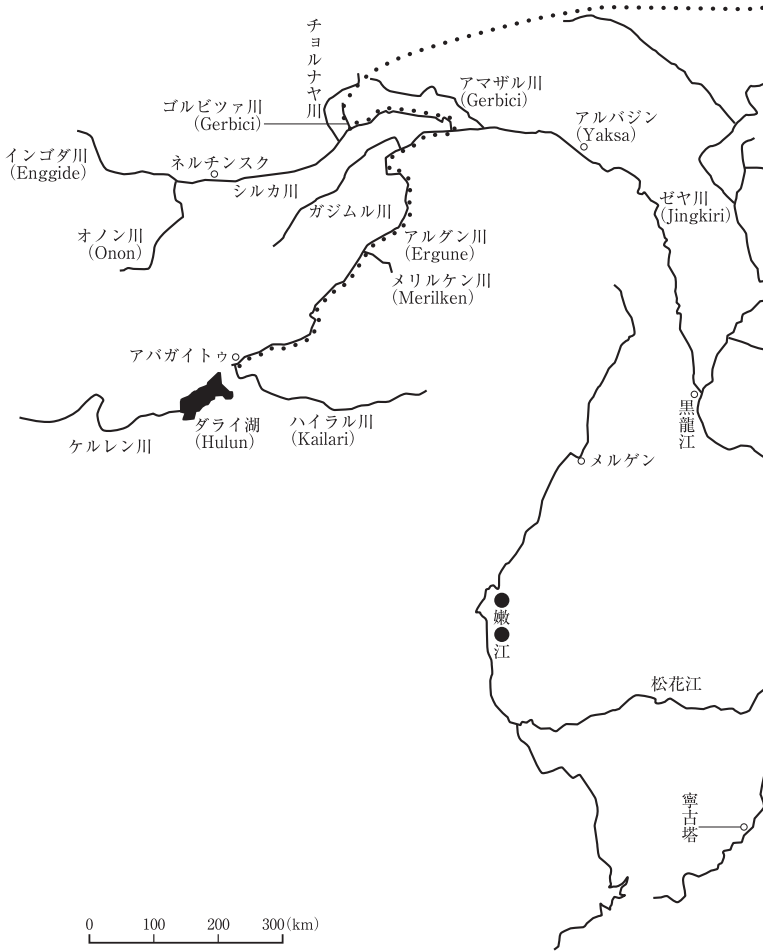 チョルナヤ川
ゴルビツァ川
(Gerbici)
アマザル川
(Gerbici)
アルバジン
(Yaksa)
インゴダ川
(Enggide)
ネルチンスク
シルカ川
ガジムル川
ゼヤ川
(Jingkiri)
オノン川
(Onon)
アルグン川
(Ergune)
メリルケン川
(Merilken)
アバガイトゥ
ダライ湖
(Hulun)
ハイラル川
(Kailari)
ケルレン川
黒龍江
メルゲン
嫩
江
松花江
寧古塔
0 100 200 300(km)